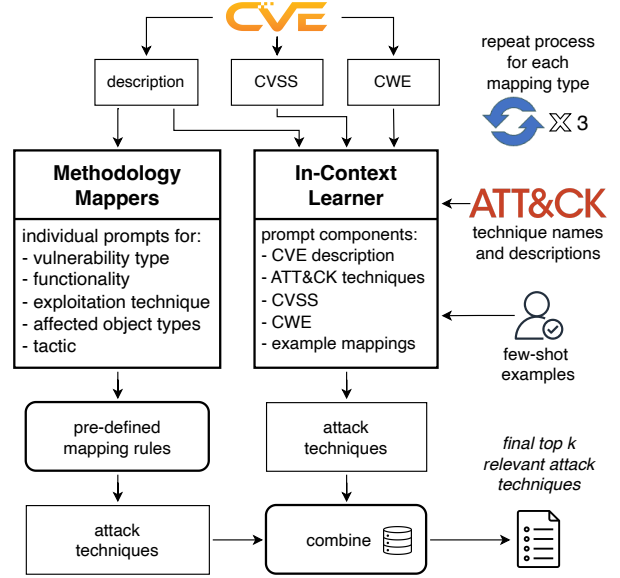 CVE
repeat process
for each
mapping type
X 3
description
CVSS
CWE
Methodology
Mappers
individual prompts for:
- vulnerability type
- functionality
- exploitation technique
- affected object types
- tactic
In-Context
Learner
prompt components:
- CVE description
- ATT&CK techniques
- CVSS
- CWE
- example mappings
ATT&CK
technique names
and descriptions
few-shot
examples
pre-defined
mapping rules
attack
techniques
final top k
relevant attack
techniques
attack
techniques
combine